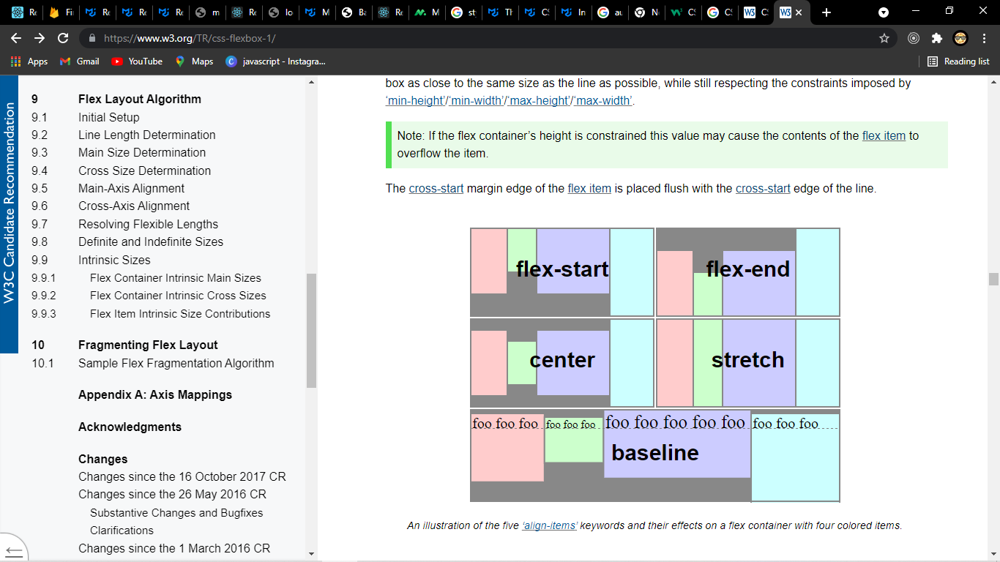 Re
Fi
Re
Re
Re
m
Re
lo
M
Ba
Re
M
st
Th
CS
In
au
N
CS
CS
CS
W3
https://www.w3.org/TR/css-flexbox-1/
Apps
Gmail
YouTube
Maps
javascript - Instagra...
Reading list
W3C Candidate Recommendation
9 Flex Layout Algorithm
9.1 Initial Setup
9.2 Line Length Determination
9.3 Main Size Determination
9.4 Cross Size Determination
9.5 Main-Axis Alignment
9.6 Cross-Axis Alignment
9.7 Resolving Flexible Lengths
9.8 Definite and Indefinite Sizes
9.9 Intrinsic Sizes
9.9.1 Flex Container Intrinsic Main Sizes
9.9.2 Flex Container Intrinsic Cross Sizes
9.9.3 Flex Item Intrinsic Size Contributions
10 Fragmenting Flex Layout
10.1 Sample Flex Fragmentation Algorithm
Appendix A: Axis Mappings
Acknowledgments
Changes
Changes since the 16 October 2017 CR
Changes since the 26 May 2016 CR
Substantive Changes and Bugfixes
Clarifications
Changes since the 1 March 2016 CR
box as close to the same size as the line as possible, while still respecting the constraints imposed by
‘min-height’/‘min-width’/‘max-height’/‘max-width’.
Note: If the flex container’s height is constrained this value may cause the contents of the flex item to
overflow the item.
The cross-start margin edge of the flex item is placed flush with the cross-start edge of the line.
flex-start
flex-end
center
stretch
foo foo foo
foo foo foo
foo foo foo foo foo
foo foo foo
baseline
An illustration of the five ‘align-items’ keywords and their effects on a flex container with four colored items.